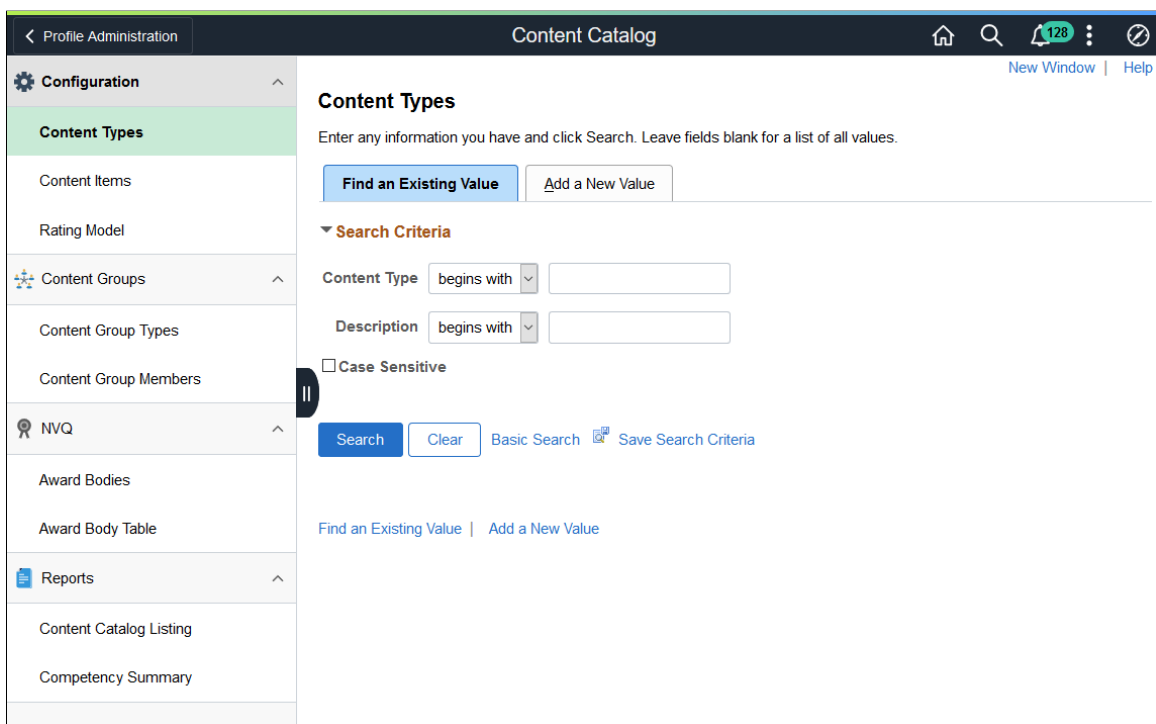 Profile Administration
Content Catalog
128
New Window | Help
Configuration
Content Types
Content Items
Rating Model
Content Groups
Content Group Types
Content Group Members
NVQ
Award Bodies
Award Body Table
Reports
Content Catalog Listing
Competency Summary
Content Types
Enter any information you have and click Search. Leave fields blank for a list of all values.
Find an Existing Value
Add a New Value
Search Criteria
Content Type begins with
Description begins with
Case Sensitive
Search Clear Basic Search Save Search Criteria
Find an Existing Value | Add a New Value